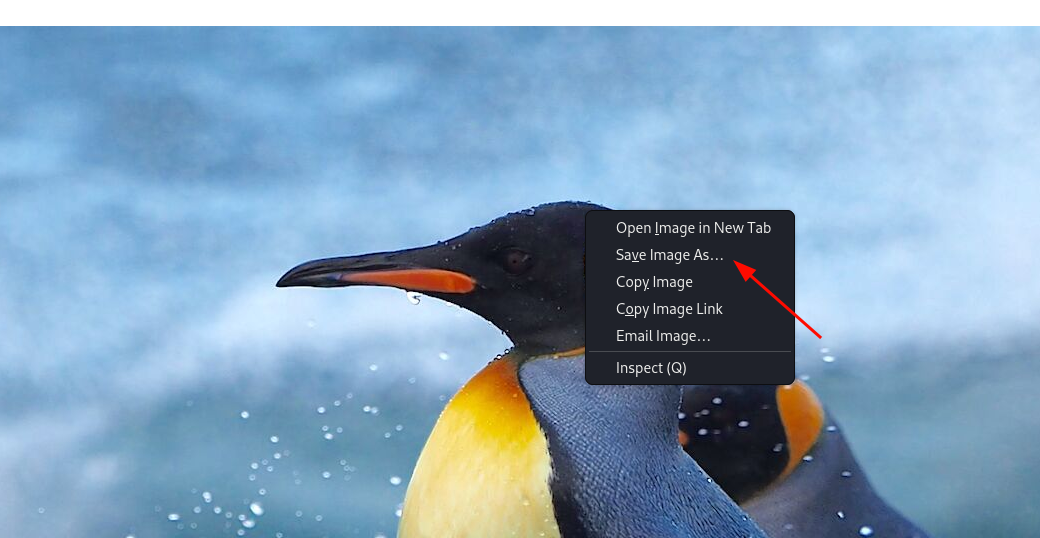 Open Image in New Tab
Save Image As…
Copy Image
Copy Image Link
Email Image…
Inspect (Q)